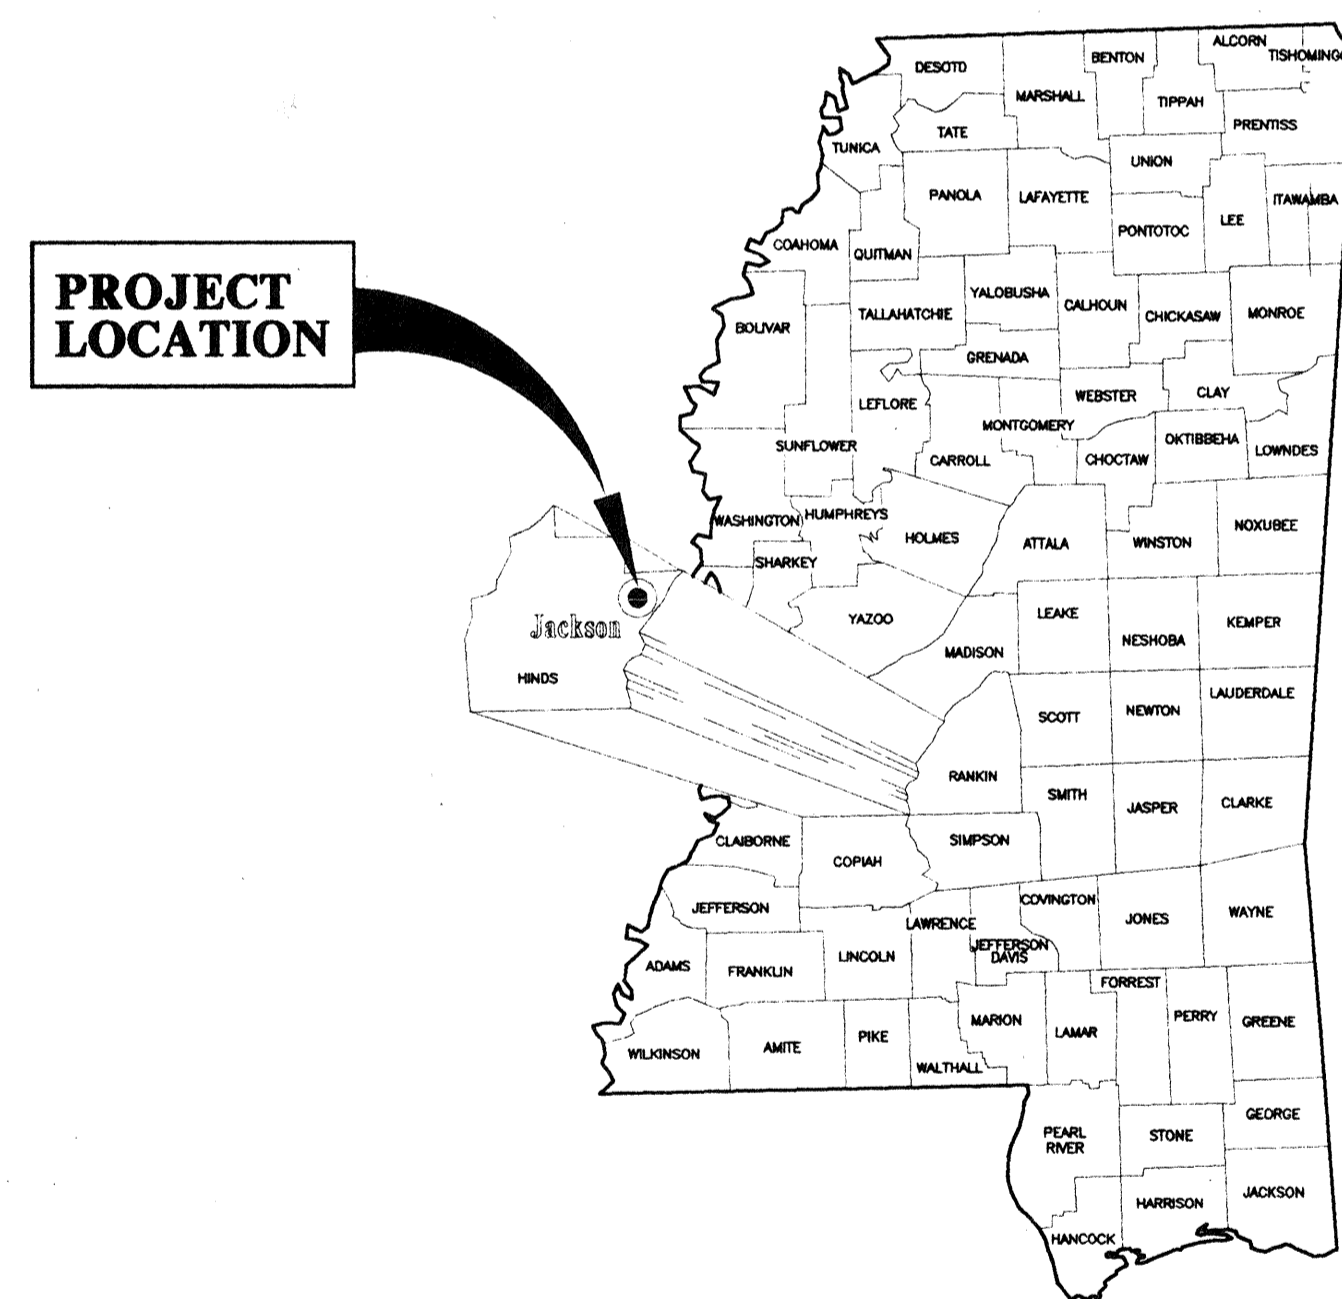 PROJECT
LOCATION
DESOTO
BENTON
ALCORN
TISHOMINGO
MARSHALL
TIPPAH
TATE
PRENTISS
TUNICA
UNION
PANOLA
LAFAYETTE
ITAWAMBA
LEE
PONTOTOC
COAHOMA
QUITMAN
YALOBUSHA
CALHOUN
TALLAHATCHIE
CHICKASAW
MONROE
BOLIVAR
GRENADA
WEBSTER
CLAY
LEFLORE
MONTGOMERY
OKTIBBEHA
SUNFLOWER
LOWNDES
CARROLL
CHOCTAW
HUMPHREYS
WASHINGTON
NOXUBEE
HOLMES
ATTALA
WINSTON
SHARKEY
LEAKE
YAZOO
KEMPER
Jackson
NESHOBA
MADISON
HINDS
LAUDERDALE
NEWTON
SCOTT
RANKIN
SMITH
CLARKE
JASPER
CLAIBORNE
SIMPSON
COPIAH
COVINGTON
JEFFERSON
WAYNE
JONES
LAWRENCE
JEFFERSON
DAVIS
LINCOLN
ADAMS
FRANKLIN
FORREST
PERRY
MARION
GREENE
LAMAR
PIKE
AMITE
WILKINSON
WALTHALL
GEORGE
PEARL
RIVER
STONE
JACKSON
HARRISON
HANCOCK